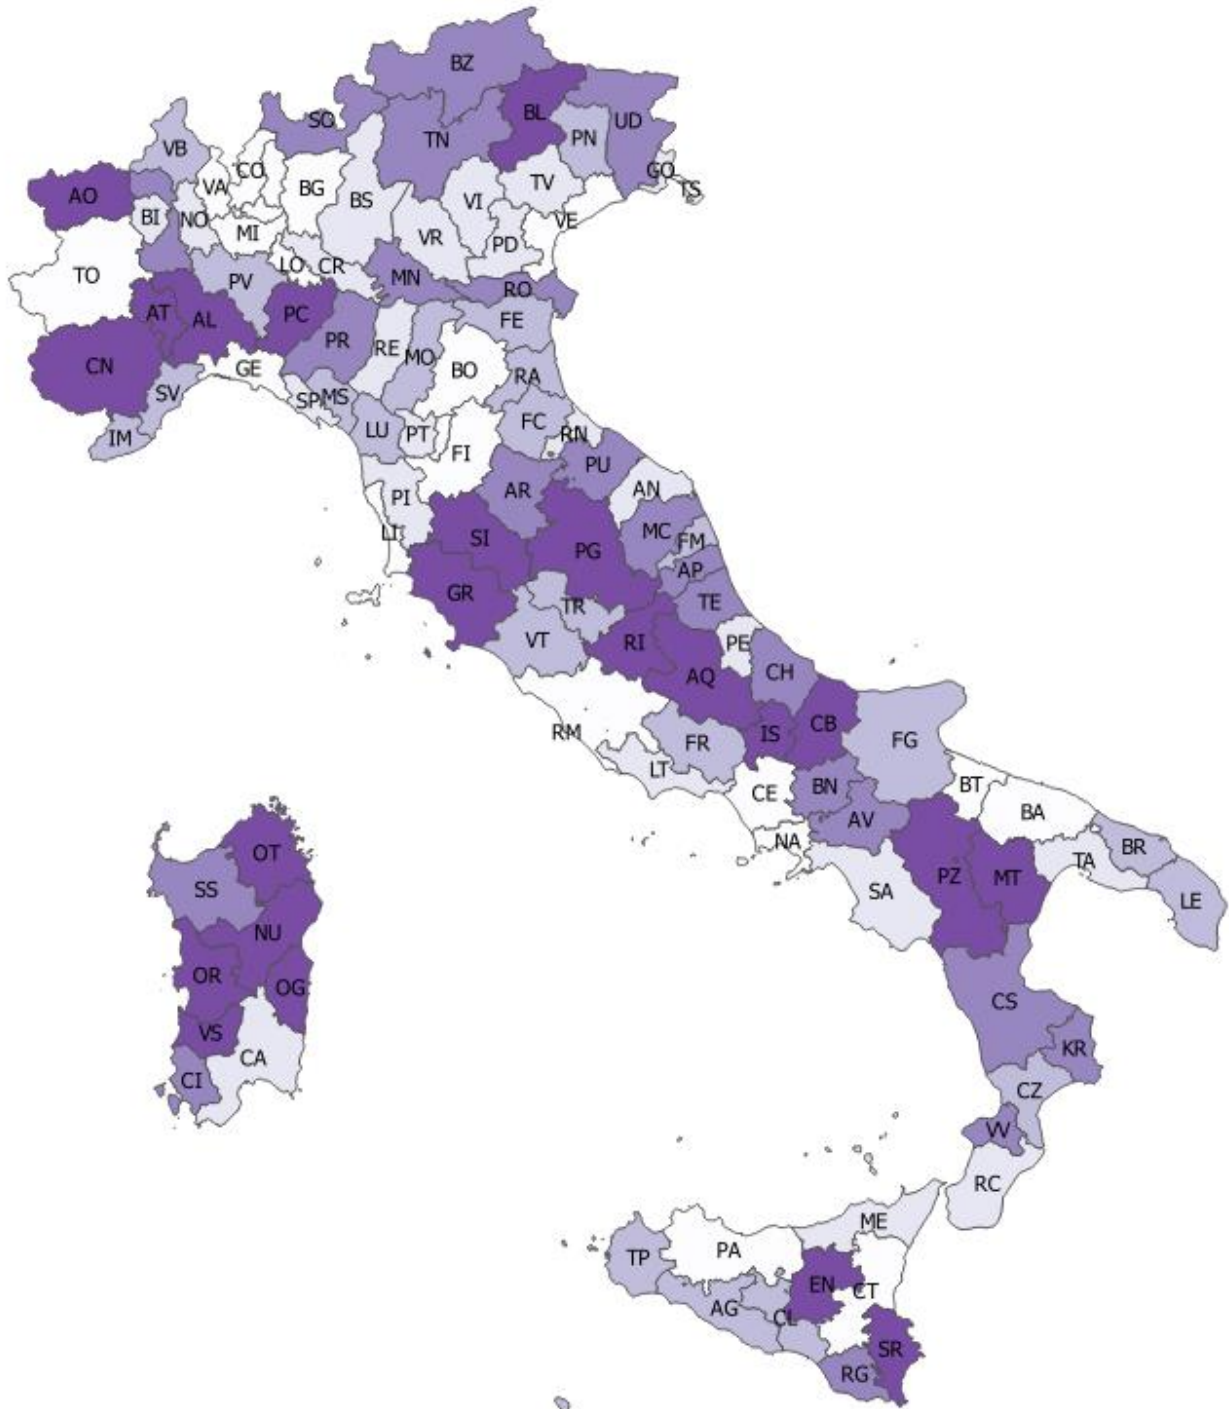 BZ
BL
UD
SO
TN
PN
VB
CO
GO
VA
BG
TS
AO
TV
BS
VI
BI
NO
VE
MI
VR
PD
LO
CR
TO
PV
MN
RO
AT
AL
PC
FE
PR
RE
MO
CN
GE
BO
RA
SV
SP
MS
FC
IM
LU
PT
RN
FI
PU
AR
AN
PI
LI
SI
MC
FM
PG
AP
GR
TR
TE
VT
RI
PE
AQ
CH
RM
IS
CB
FR
FG
LT
CE
BN
BT
AV
BA
NA
BR
OT
TA
SS
SA
PZ
MT
LE
NU
OR
OG
CS
VS
CA
KR
CI
CZ
VV
RC
ME
TP
PA
EN
CT
AG
CL
SR
RG